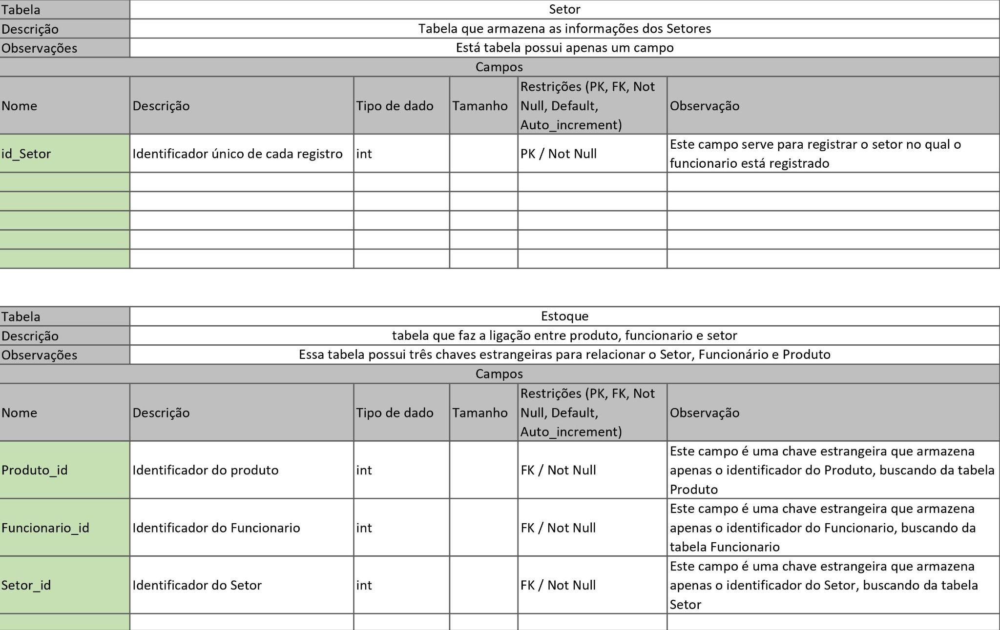 Tabela
Setor
Descrição
Tabela que armazena as informações dos Setores
Observações
Está tabela possui apenas um campo
Campos
Nome
Descrição
Tipo de dado
Tamanho
Restrições (PK, FK, Not
Null, Default,
Auto_increment)
Observação
id_Setor
Identificador único de cada registro
int
PK / Not Null
Este campo serve para registrar o setor no qual o
funcionario está registrado
Tabela
Estoque
Descrição
tabela que faz a ligação entre produto, funcionario e setor
Observações
Essa tabela possui três chaves estrangeiras para relacionar o Setor, Funcionário e Produto
Campos
Nome
Descrição
Tipo de dado
Tamanho
Restrições (PK, FK, Not
Null, Default,
Auto_increment)
Observação
Produto_id
Identificador do produto
int
FK / Not Null
Este campo é uma chave estrangeira que armazena
apenas o identificador do Produto, buscando da tabela
Produto
Funcionario_id
Identificador do Funcionario
int
FK / Not Null
Este campo é uma chave estrangeira que armazena
apenas o identificador do Funcionario, buscando da
tabela Funcionario
Setor_id
Identificador do Setor
int
FK / Not Null
Este campo é uma chave estrangeira que armazena
apenas o identificador do Setor, buscando da tabela
Setor